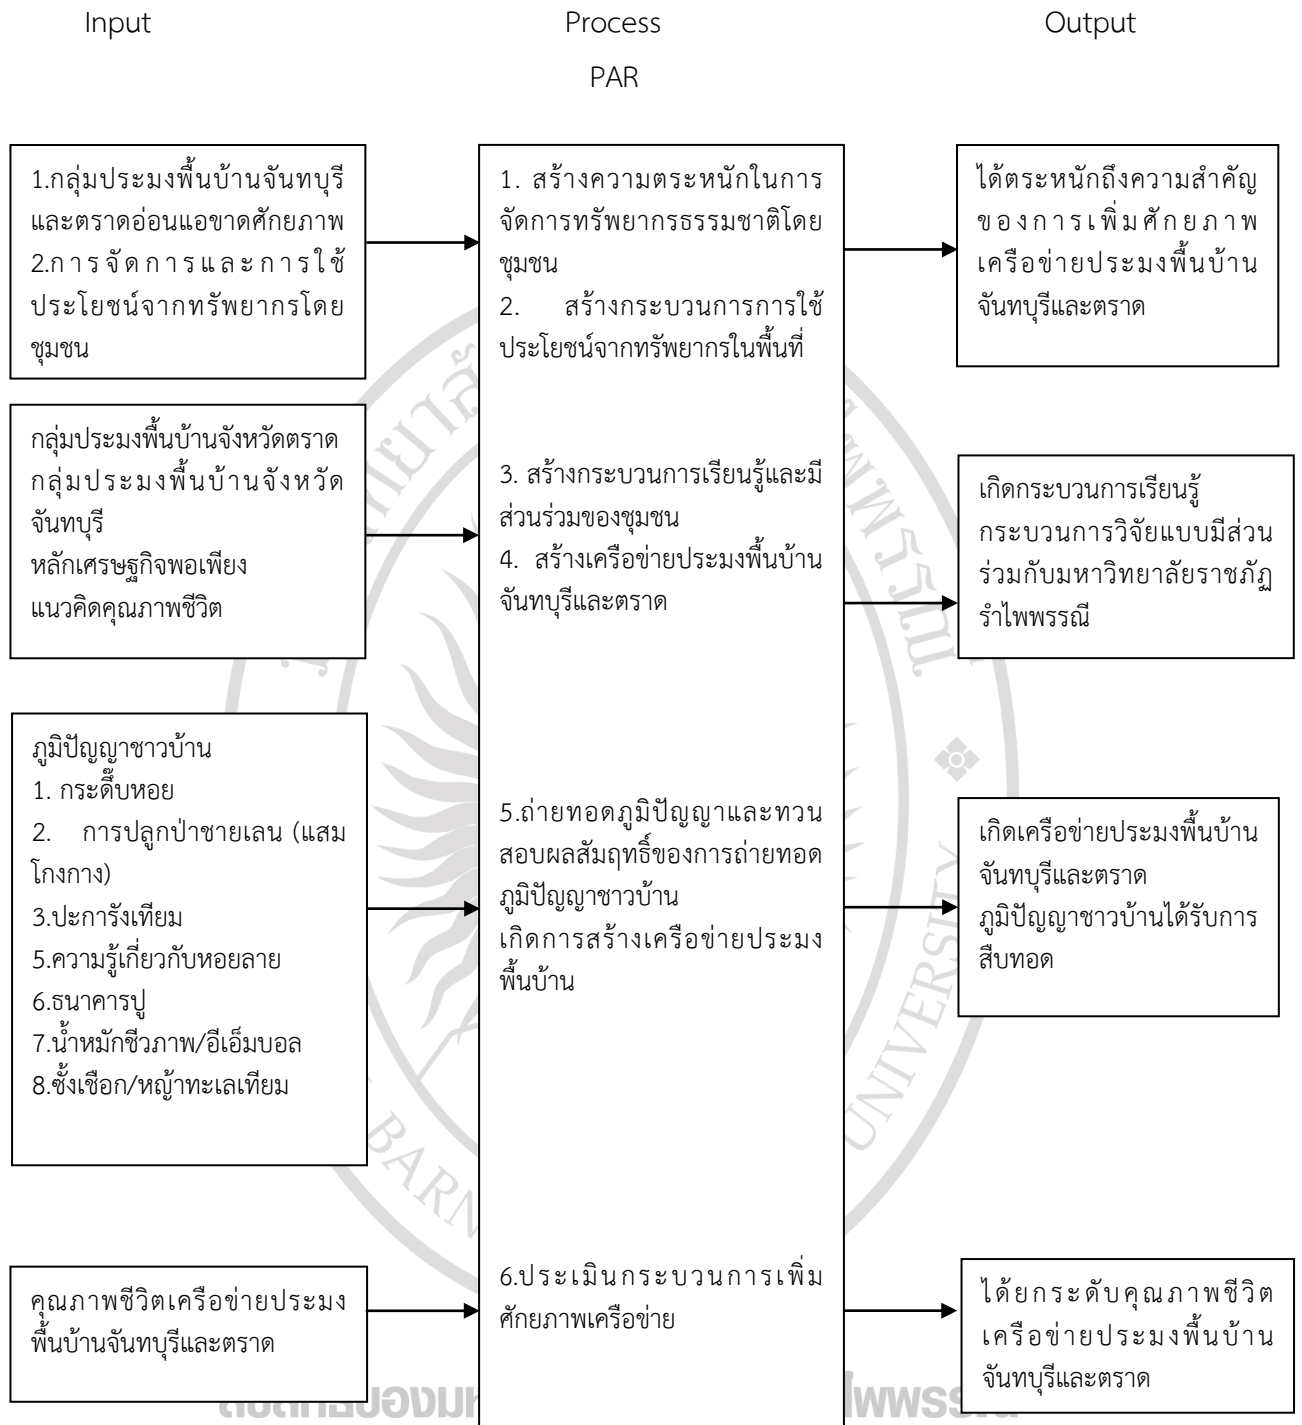 Input
Process
Output
PAR
1.กลุ่มประมงพื้นบ้านจันทบุรี
และตราดอ่อนแอขาดศักยภาพ
2.การจัดการและการใช้
ประโยชน์จากทรัพยากรโดย
ชุมชน
1. สร้างความตระหนักในการ
จัดการทรัพยากรธรรมชาติโดย
ชุมชน
2. สร้างกระบวนการการใช้
ประโยชน์จากทรัพยากรในพื้นที่
ได้ตระหนักถึงความสำคัญ
ของการเพิ่มศักยภาพ
เครือข่ายประมงพื้นบ้าน
จันทบุรีและตราด
กลุ่มประมงพื้นบ้านจังหวัดตราด
กลุ่มประมงพื้นบ้านจังหวัด
จันทบุรี
หลักเศรษฐกิจพอเพียง
แนวคิดคุณภาพชีวิต
3. สร้างกระบวนการเรียนรู้และมี
ส่วนร่วมของชุมชน
4. สร้างเครือข่ายประมงพื้นบ้าน
จันทบุรีและตราด
เกิดกระบวนการเรียนรู้
กระบวนการวิจัยแบบมีส่วน
ร่วมกับมหาวิทยาลัยราชภัฏ
รำไพพรรณี
ภูมิปัญญาชาวบ้าน
1. กระดึ๊บหอย
2. การปลูกป่าชายเลน (แสม
โกงกาง)
3.ปะการังเทียม
5.ความรู้เกี่ยวกับหอยลาย
6.ธนาคารปู
7.น้ำหมักชีวภาพ/อีเอ็มบอล
8.ซั้งเชือก/หญ้าทะเลเทียม
5.ถ่ายทอดภูมิปัญญาและทวน
สอบผลสัมฤทธิ์ของการถ่ายทอด
ภูมิปัญญาชาวบ้าน
เกิดการสร้างเครือข่ายประมง
พื้นบ้าน
เกิดเครือข่ายประมงพื้นบ้าน
จันทบุรีและตราด
ภูมิปัญญาชาวบ้านได้รับการ
สืบทอด
คุณภาพชีวิตเครือข่ายประมง
พื้นบ้านจันทบุรีและตราด
6.ประเมินกระบวนการเพิ่ม
ศักยภาพเครือข่าย
ได้ยกระดับคุณภาพชีวิต
เครือข่ายประมงพื้นบ้าน
จันทบุรีและตราด
UNIVERSITY